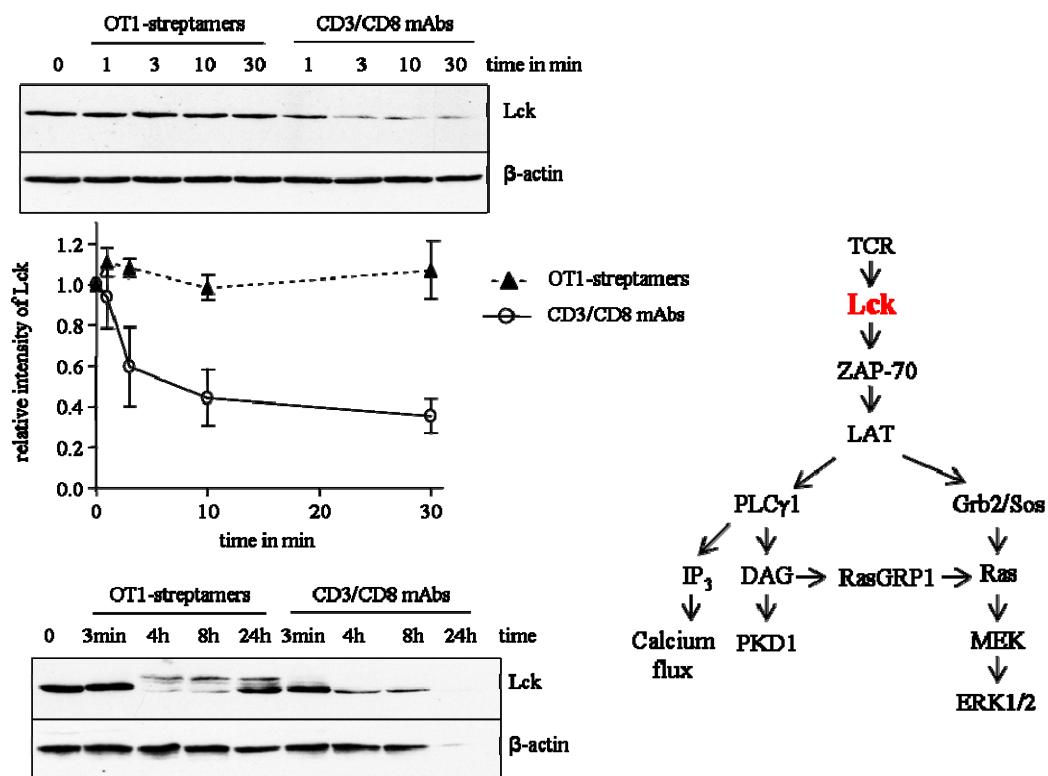 OT1-streptamers CD3/CD8 mAbs
0 1 3 10 30 1 3 10 30 time in min
Lck
β-actin
relative intensity of Lck
1.2
1.0
0.8
0.6
0.4
0.2
0.0
0 10 20 30
time in min
OT1-streptamers
CD3/CD8 mAbs
OT1-streptamers CD3/CD8 mAbs
0 3min 4h 8h 24h 3min 4h 8h 24h time
Lck
β-actin
TCR
Lck
ZAP-70
LAT
PLCγ1 Grb2/Sos
IP3 DAG RasGRP1 Ras
Calcium flux PKD1 MEK
ERK1/2